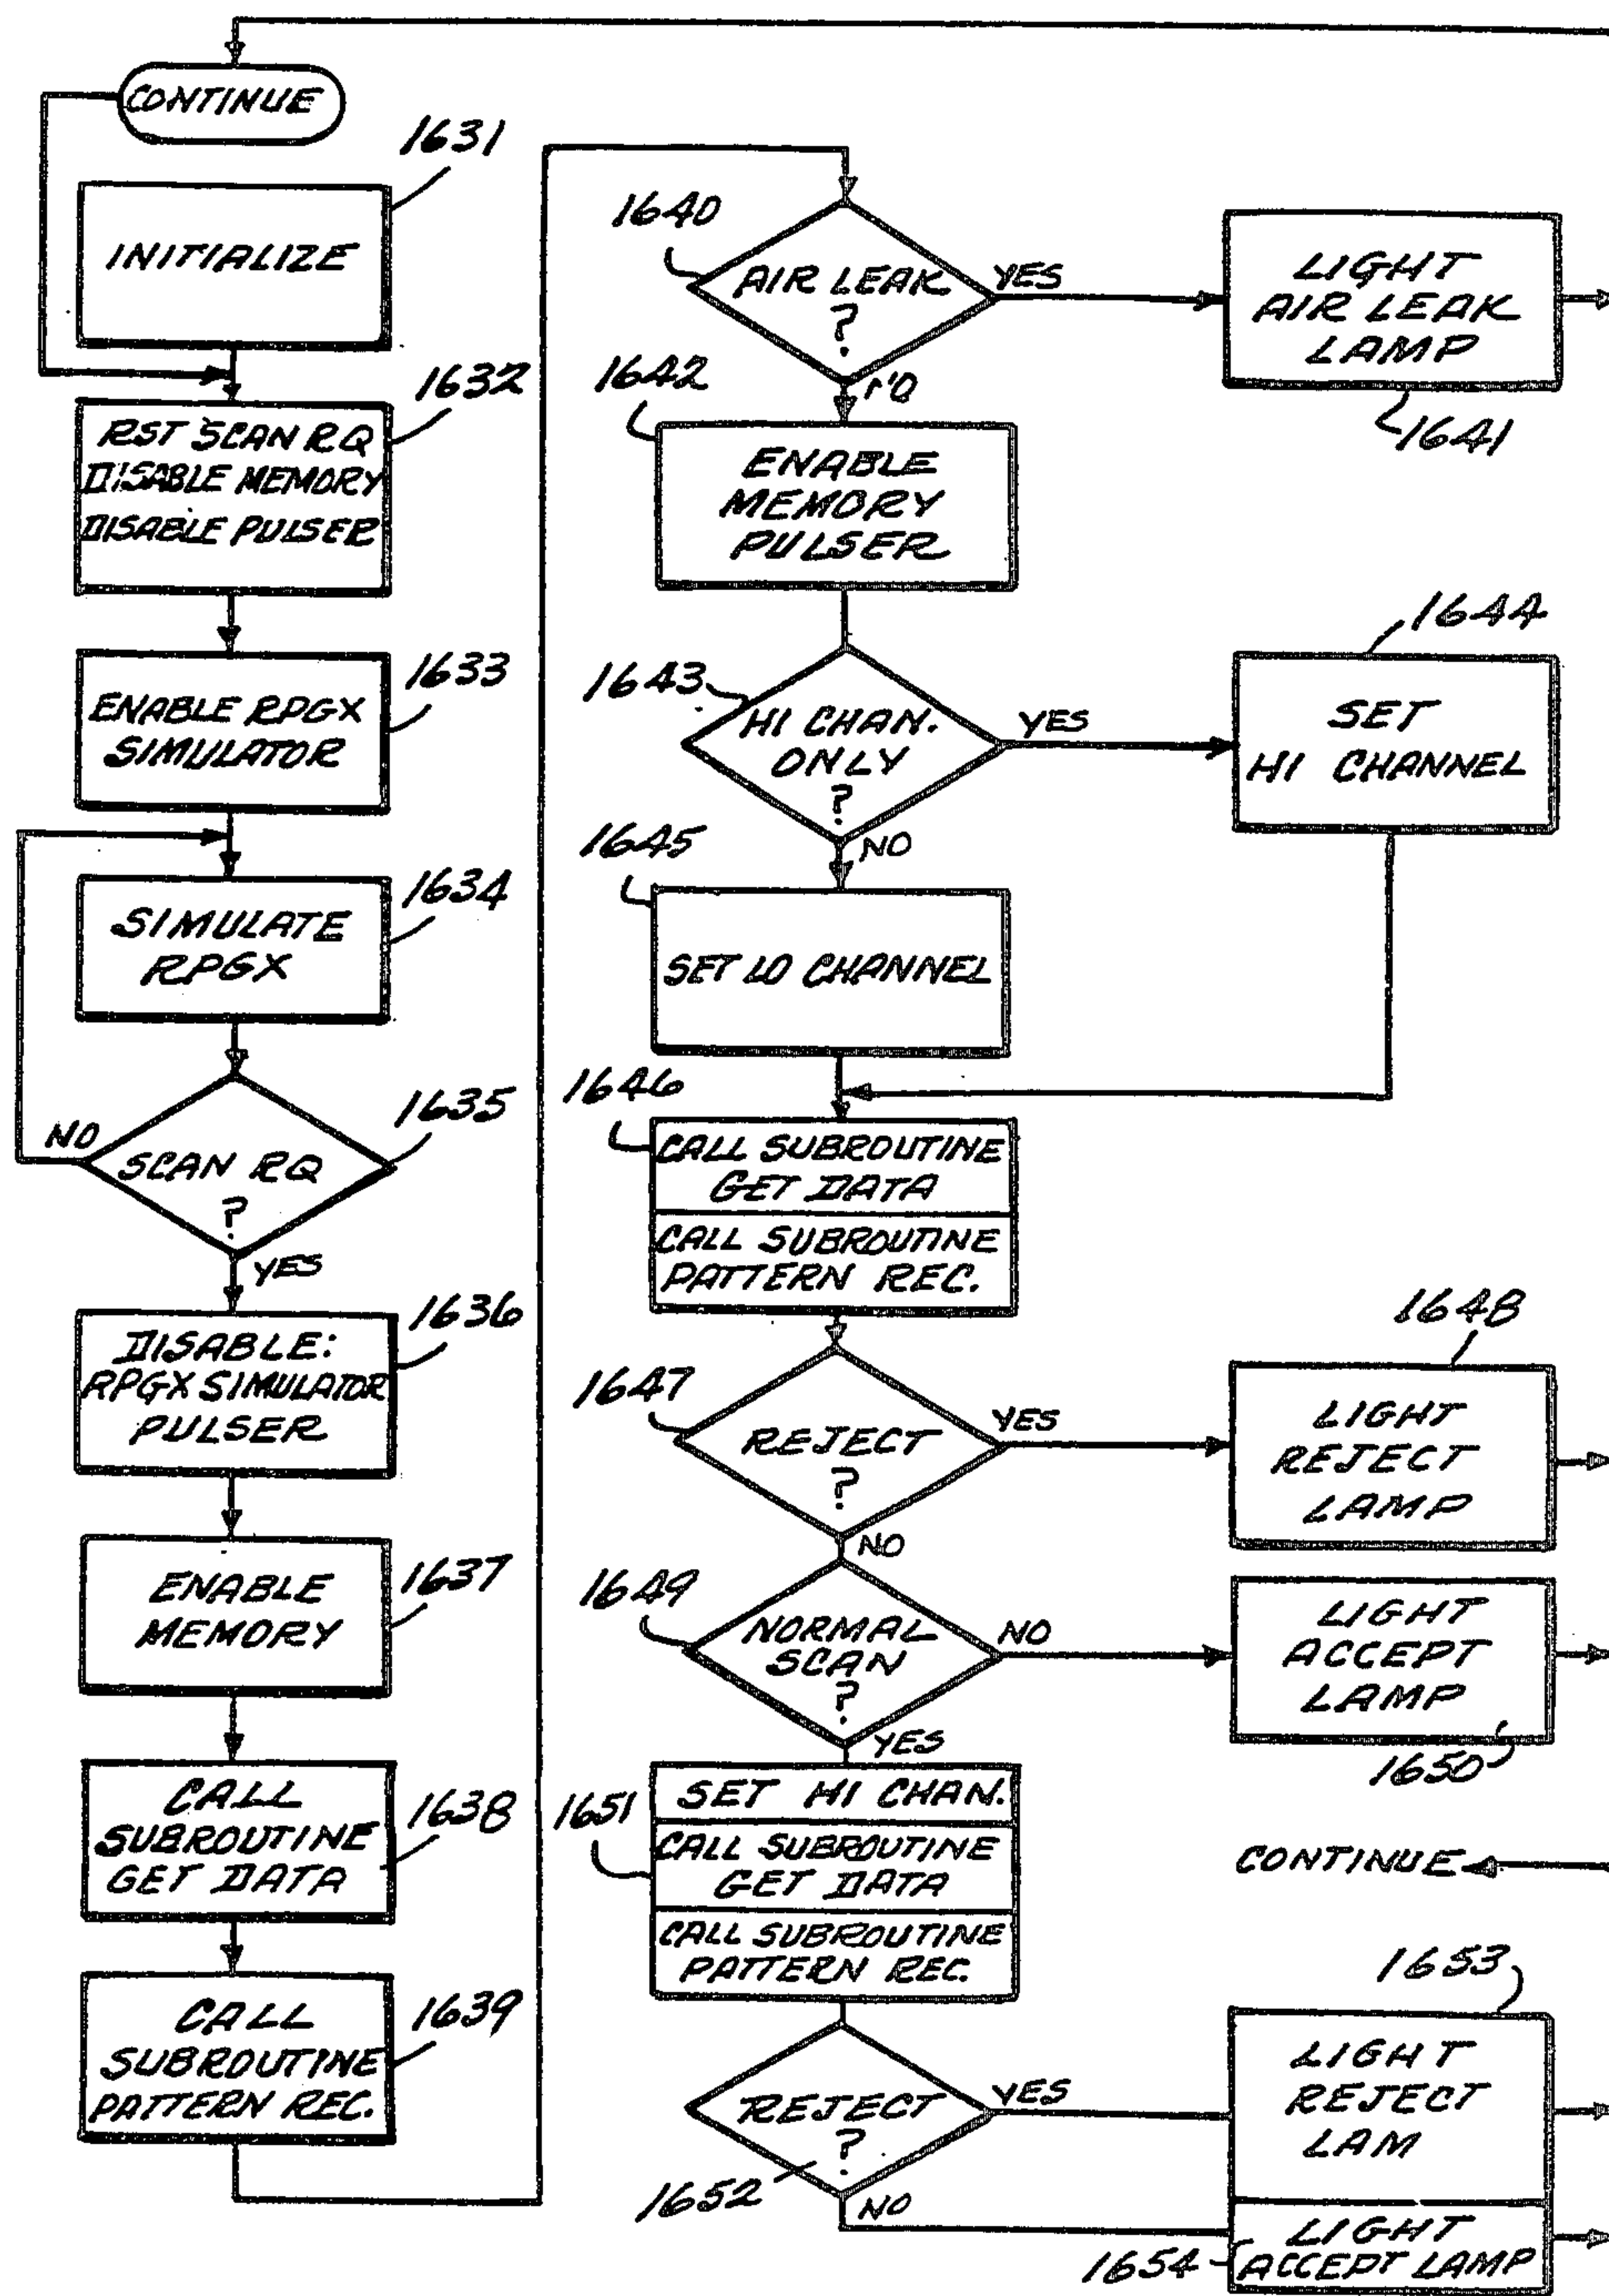 CONTINUE
1631
INITIALIZE
1632
RST SCAN RQ
DISABLE MEMORY
DISABLE PULSER
1633
ENABLE RPGX
SIMULATOR
1634
SIMULATE
RPGX
1635
NO
SCAN RQ
?
YES
1636
DISABLE:
RPGX SIMULATOR
PULSER
1637
ENABLE
MEMORY
1638
CALL
SUBROUTINE
GET DATA
1639
CALL
SUBROUTINE
PATTERN REC.
1640
AIR LEAK
?
YES
NO
LIGHT
AIR LEAK
LAMP
1641
1642
ENABLE
MEMORY
PULSER
1643
HI CHAN.
ONLY
?
YES
NO
1644
SET
HI CHANNEL
1645
SET LO CHANNEL
1646
CALL SUBROUTINE
GET DATA
CALL SUBROUTINE
PATTERN REC.
1647
REJECT
?
YES
NO
1648
LIGHT
REJECT
LAMP
1649
NORMAL
SCAN
?
NO
YES
LIGHT
ACCEPT
LAMP
1650
1651
SET HI CHAN.
CALL SUBROUTINE
GET DATA
CALL SUBROUTINE
PATTERN REC.
CONTINUE
1652
REJECT
?
YES
NO
1653
LIGHT
REJECT
LAM
1654
LIGHT
ACCEPT LAMP